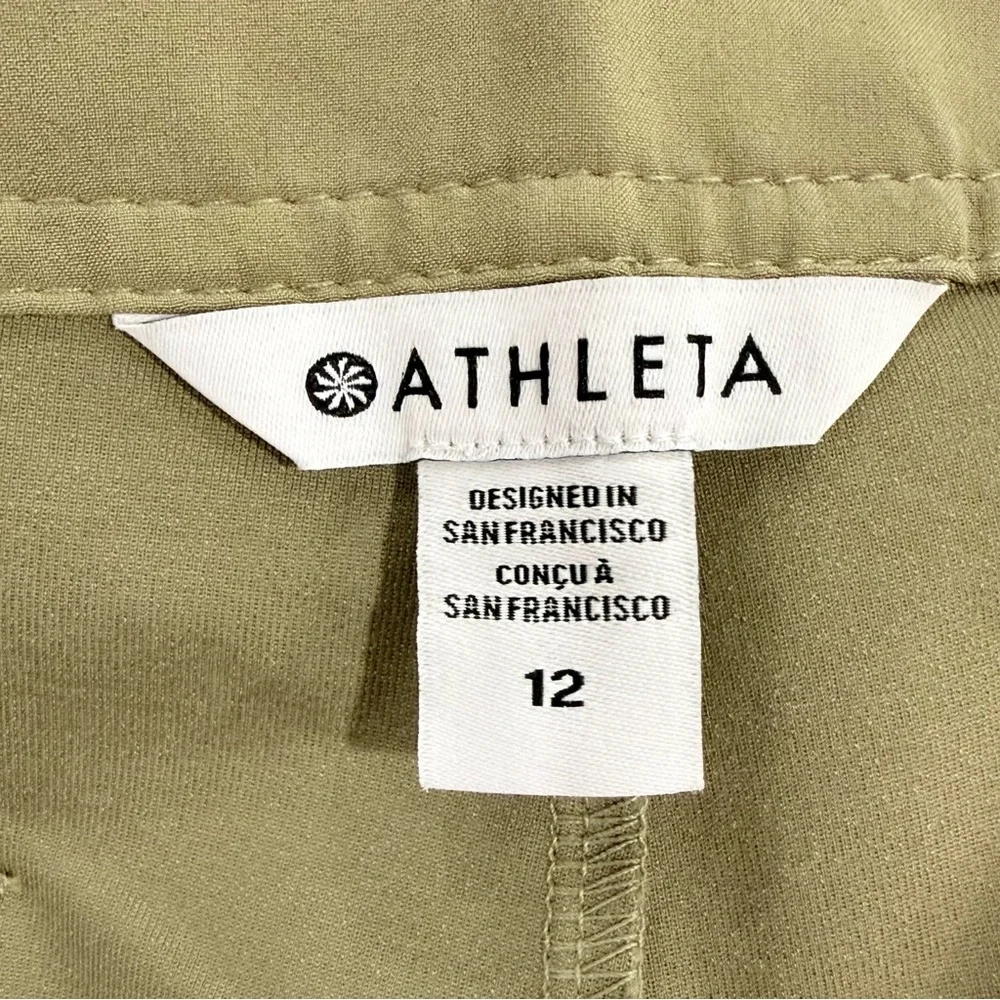 ATHLETA
DESIGNED IN
SAN FRANCISCO
CONÇU À
SAN FRANCISCO
12